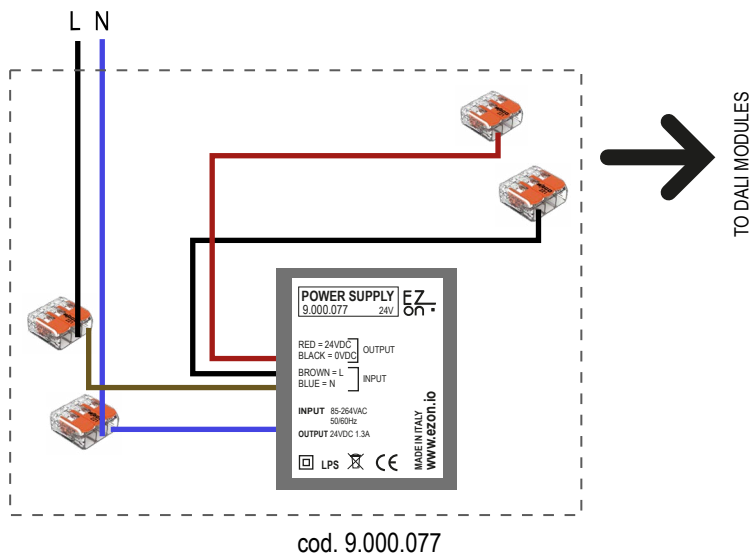 L N
TO DALI MODULES
POWER SUPPLY
9.000.077 24V
EZ
on
RED = 24VDC
BLACK = 0VDC
OUTPUT
BROWN = L
BLUE = N
INPUT
INPUT 85-264VAC
50/60Hz
OUTPUT 24VDC 1.3A
LPS CE
MADE IN ITALY
www.ezon.io
cod. 9.000.077